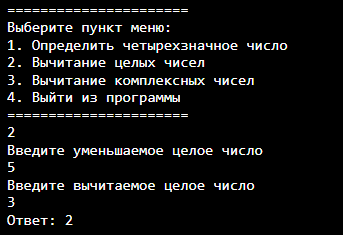 ======================
Выберите пункт меню:
1. Определить четырехзначное число
2. Вычитание целых чисел
3. Вычитание комплексных чисел
4. Выйти из программы
======================
2
Введите уменьшаемое целое число
5
Введите вычитаемое целое число
3
Ответ: 2